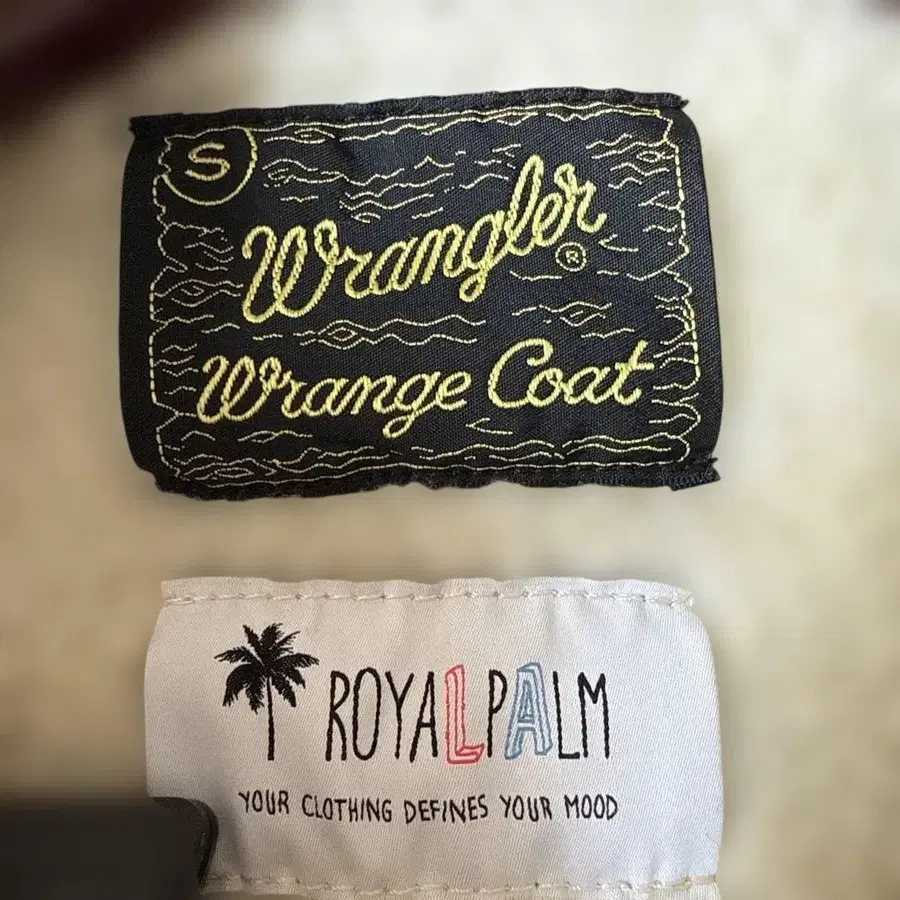 S
Wrangler®
Wrange Coat
ROYALPALM
YOUR CLOTHING DEFINES YOUR MOOD